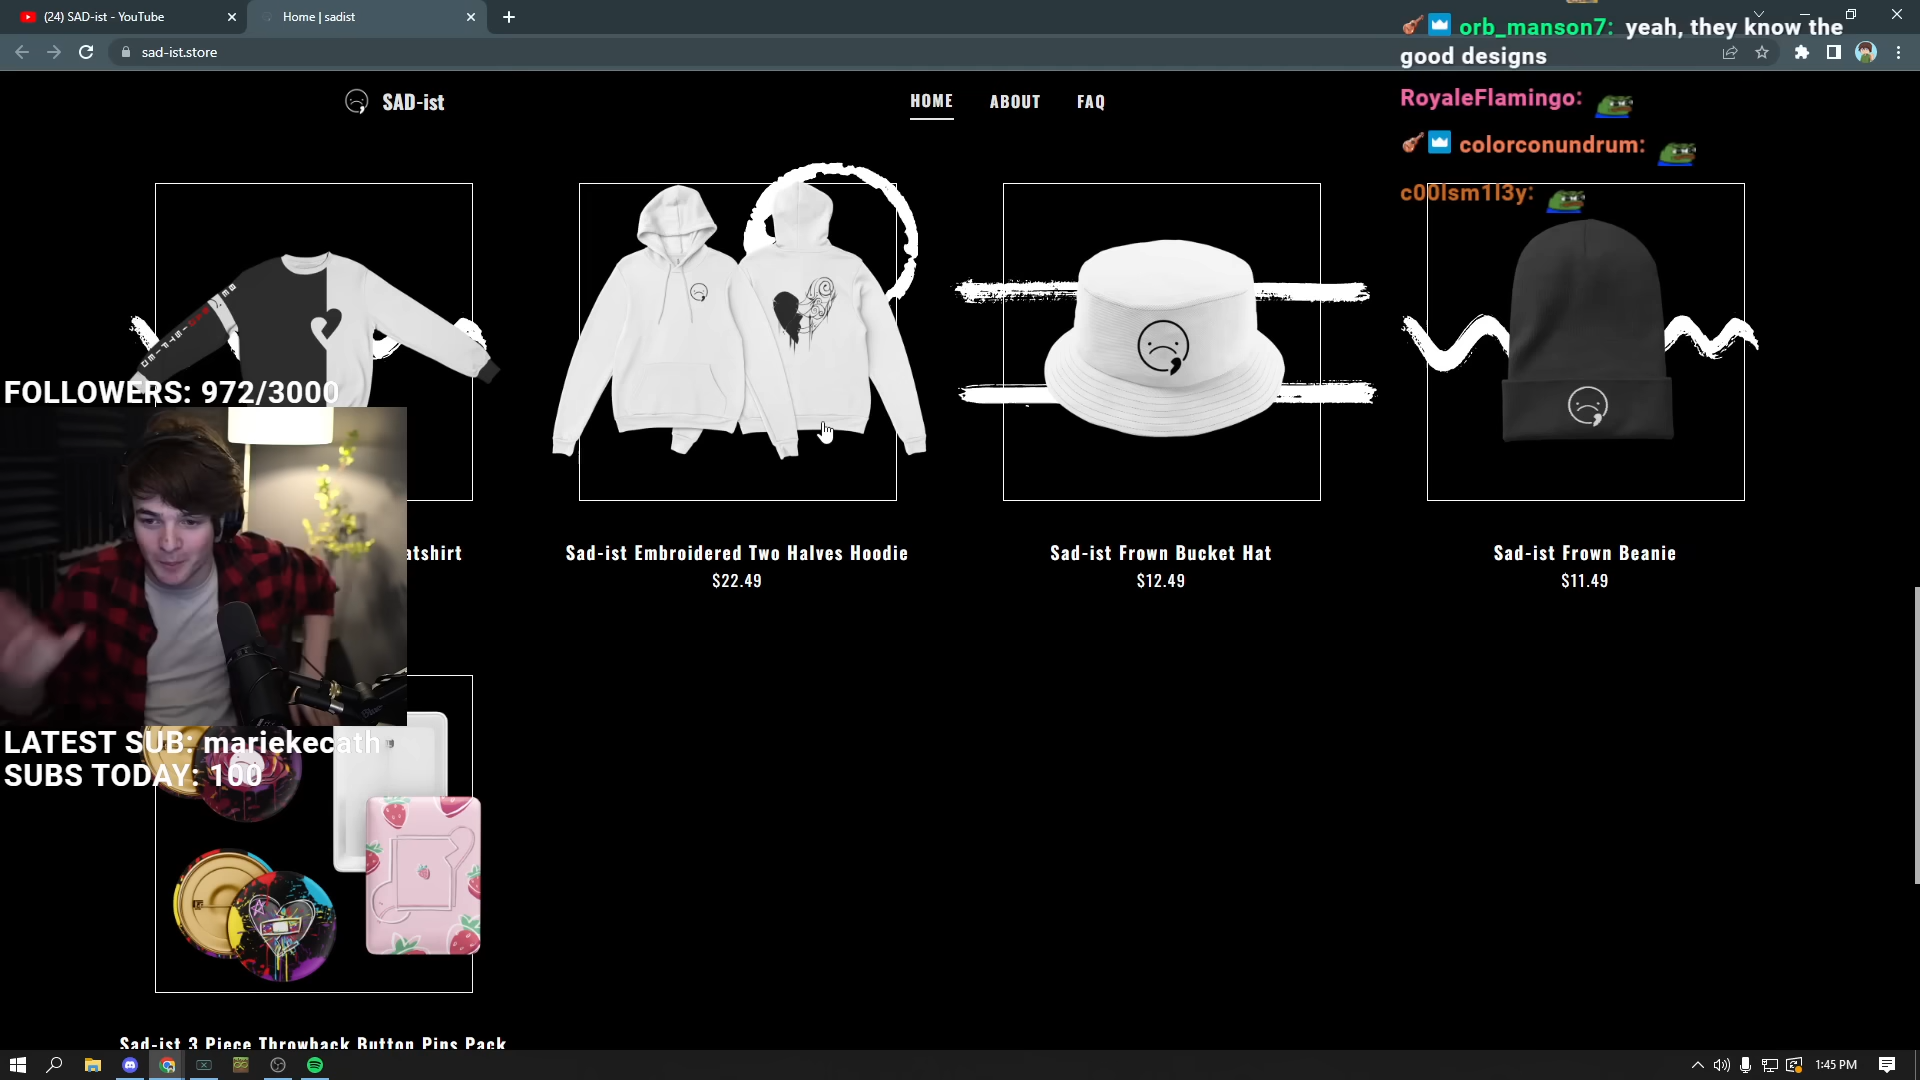 (24) SAD-ist - YouTube
Home | sadist
sad-ist.store
orb_manson7: yeah, they know the
good designs
RoyaleFlamingo:
colorconundrum:
c00lsm1l3y:
SAD-ist
HOME
ABOUT
FAQ
FOLLOWERS: 972/3000
atshirt
Sad-ist Embroidered Two Halves Hoodie
$22.49
Sad-ist Frown Bucket Hat
$12.49
Sad-ist Frown Beanie
$11.49
LATEST SUB: mariekecath
SUBS TODAY: 100
Sad-ist 3 Piece Throwback Button Pins Pack
1:45 PM